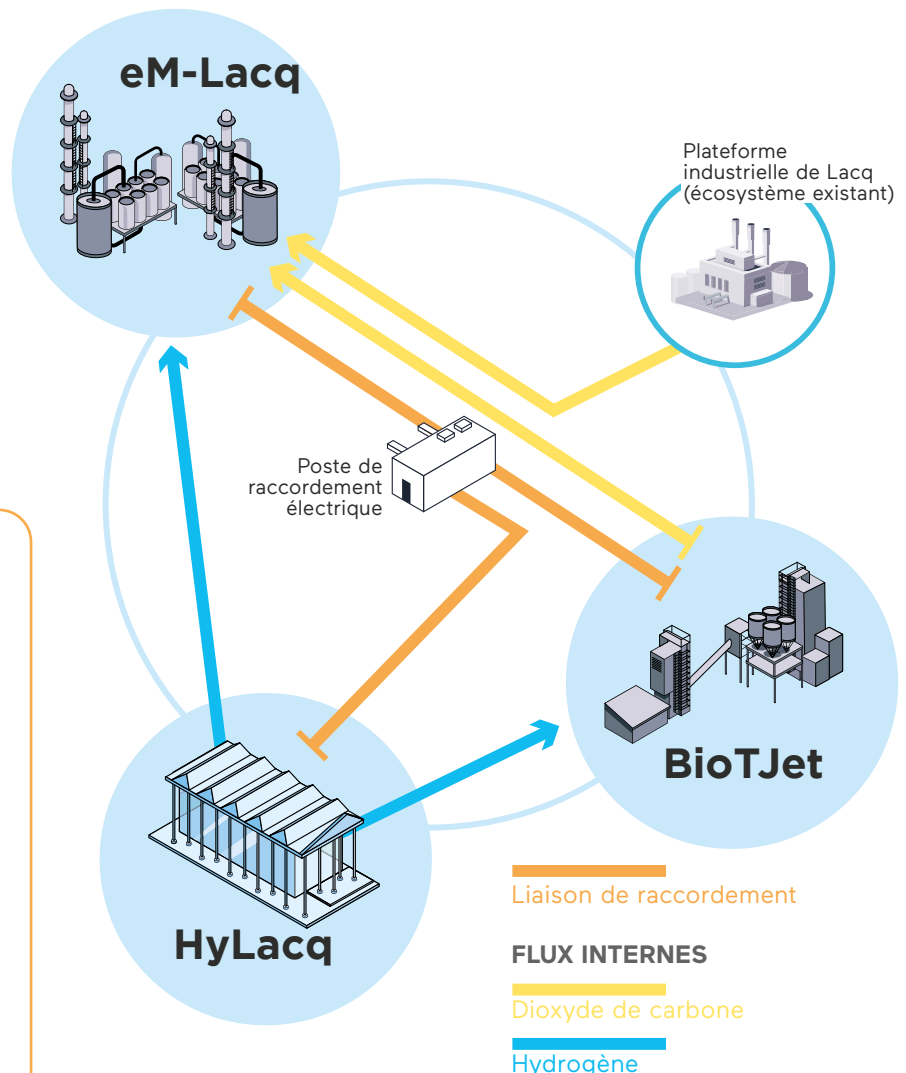 eM-Lacq
Plateforme
industrielle de Lacq
(écosystème existant)
Poste de
raccordement
électrique
BioTJet
HyLacq
Liaison de raccordement
FLUX INTERNES
Dioxyde de carbone
Hydrogène